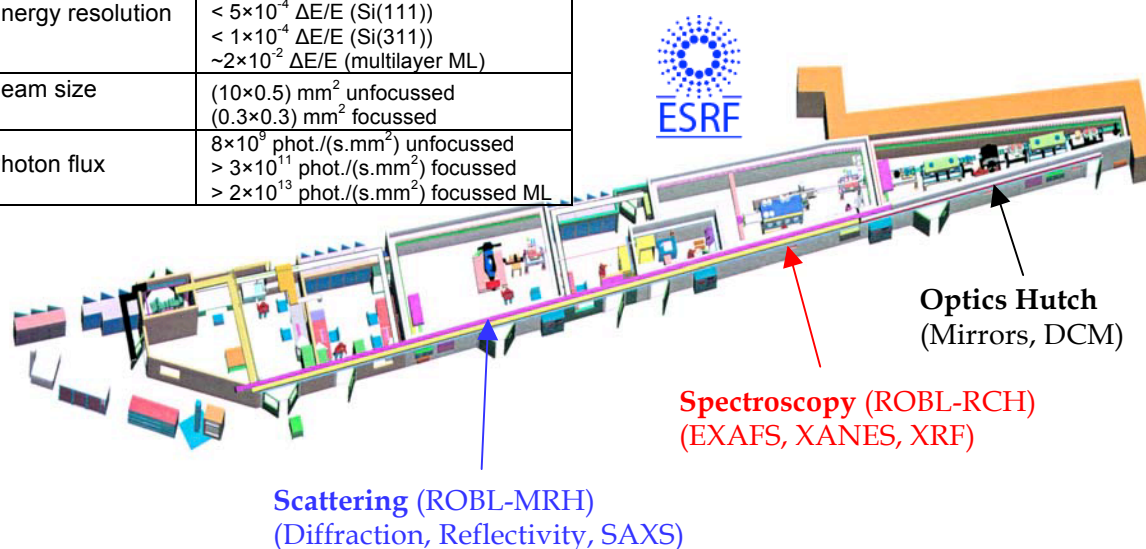 nergy resolution
< 5×10⁻⁴ ΔE/E (Si(111))
< 1×10⁻⁴ ΔE/E (Si(311))
~2×10⁻² ΔE/E (multilayer ML)
eam size
(10×0.5) mm² unfocussed
(0.3×0.3) mm² focussed
hoton flux
8×10⁹ phot./(s.mm²) unfocussed
> 3×10¹¹ phot./(s.mm²) focussed
> 2×10¹³ phot./(s.mm²) focussed ML
ESRF
Optics Hutch
(Mirrors, DCM)
Spectroscopy (ROBL-RCH)
(EXAFS, XANES, XRF)
Scattering (ROBL-MRH)
(Diffraction, Reflectivity, SAXS)